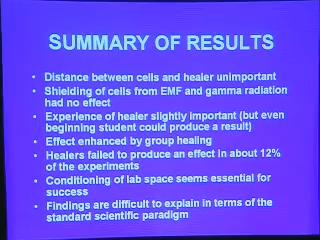 SUMMARY OF RESULTS
• Distance between cells and healer unimportant
• Shielding of cells from EMF and gamma radiation
had no effect
• Experience of healer slightly important (but even
beginning student could produce a result)
• Effect enhanced by group healing
• Healers failed to produce an effect in about 12%
of the experiments
• Conditioning of lab space seems essential for
success
• Findings are difficult to explain in terms of the
standard scientific paradigm